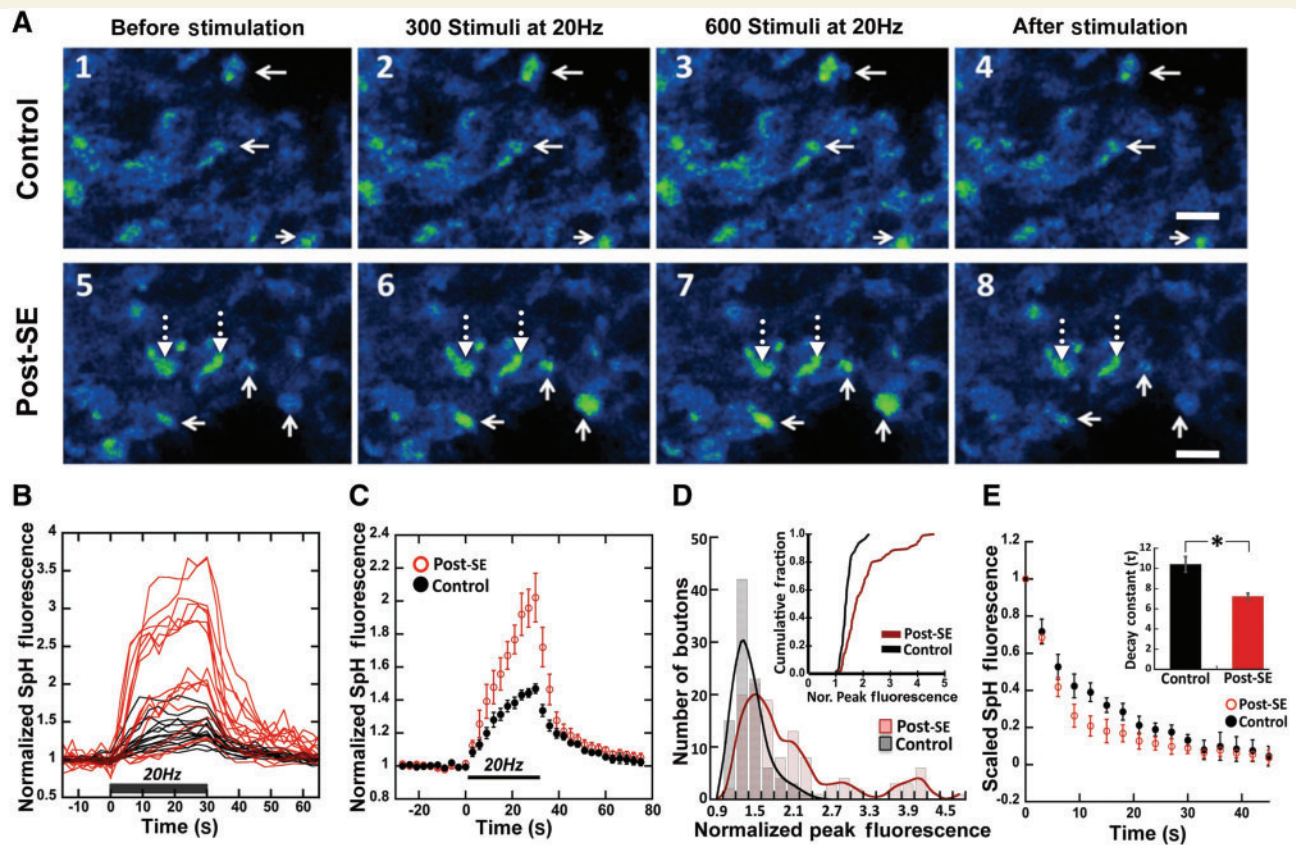 A
Before stimulation
300 Stimuli at 20Hz
600 Stimuli at 20Hz
After stimulation
Control
1
2
3
4
Post-SE
5
6
7
8
B
Normalized SpH fluorescence
4
3.5
3
2.5
2
1.5
1
0.5
20Hz
-10 0 10 20 30 40 50 60
Time (s)
C
Normalized SpH fluorescence
2.4
2.2
2
1.8
1.6
1.4
1.2
1
0.8
Post-SE
Control
20Hz
-20 0 20 40 60 80
Time (s)
D
Number of boutons
50
40
30
20
10
0
Cumulative fraction
1.0
0.8
0.6
0.4
0.2
0.0
Post-SE
Control
0 1 2 3 4 5
Nor. Peak fluorescence
Post-SE
Control
0.9 1.5 2.1 2.7 3.3 3.9 4.5
Normalized peak fluorescence
E
Scaled SpH fluorescence
1.2
1
0.8
0.6
0.4
0.2
0
-0.2
Decay constant (τ)
12
10
8
6
4
2
0
*
Control Post-SE
Post-SE
Control
0 10 20 30 40
Time (s)